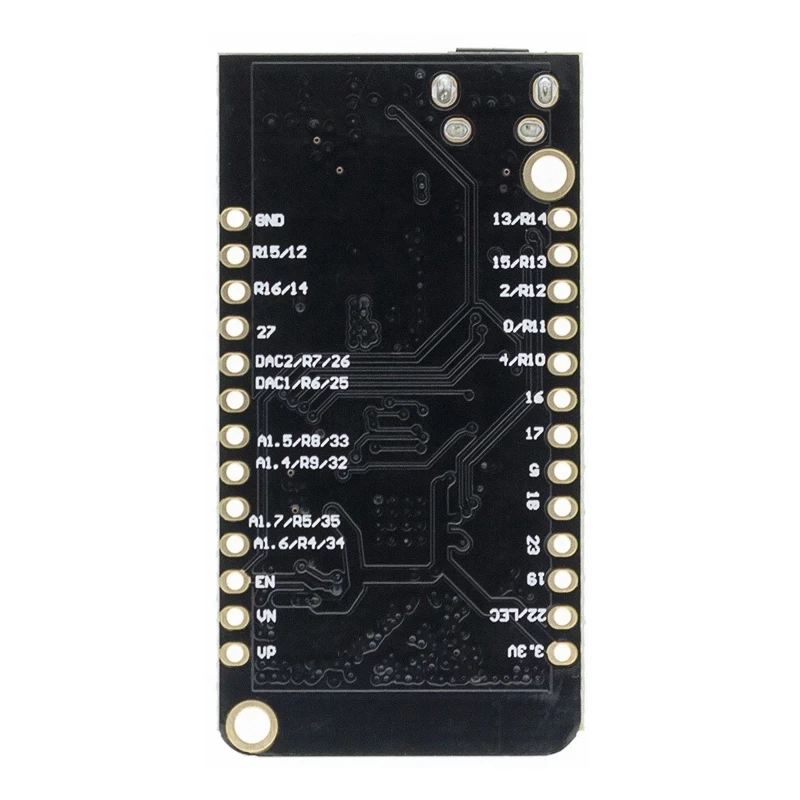 GND
R15/12
R16/14
27
DAC2/R7/26
DAC1/R6/25
A1.5/R8/33
A1.4/R9/32
A1.7/R5/35
A1.6/R4/34
EN
VN
VP
13/R14
15/R13
2/R12
0/R11
4/R10
16
17
5
18
23
19
22/LEC
3.3V